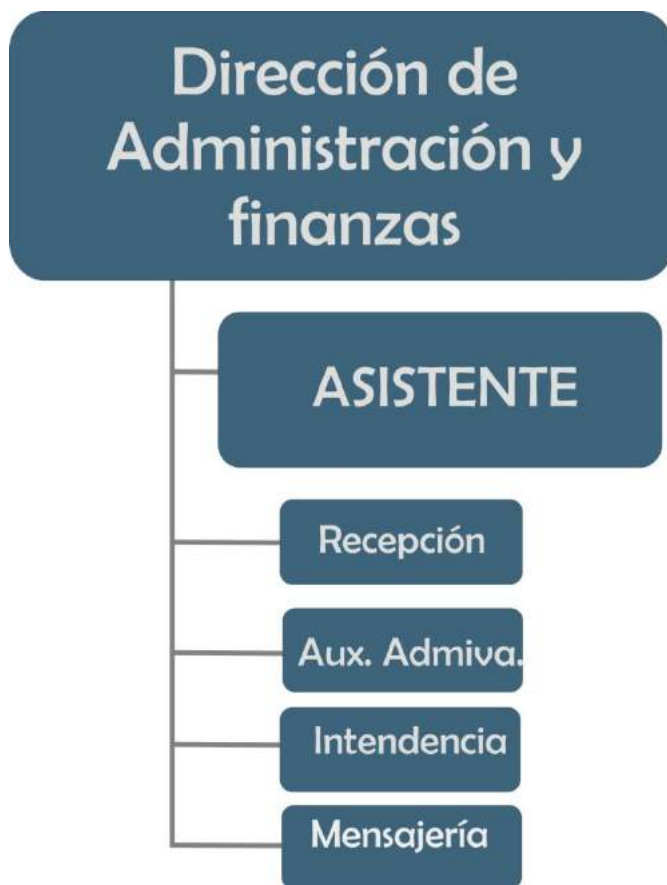 Dirección de
Administración y
finanzas
ASISTENTE
Recepción
Aux. Admiva.
Intendencia
Mensajería